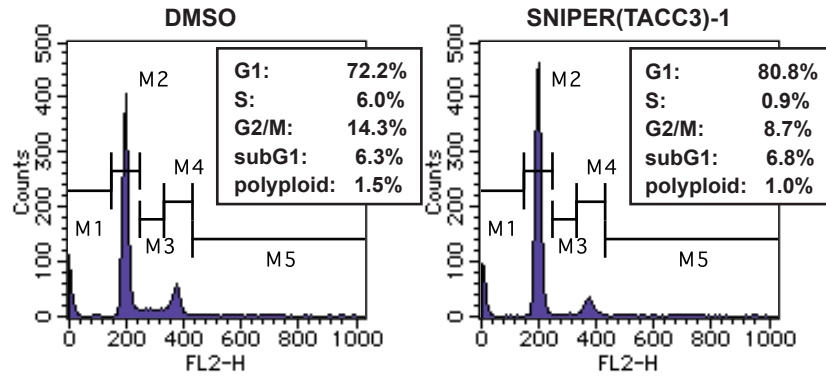 DMSO
500
400
300
200
100
0
Counts
M1
M2
M3
M4
M5
G1: 72.2%
S: 6.0%
G2/M: 14.3%
subG1: 6.3%
polyploid: 1.5%
0 200 400 600 800 1000
FL2-H
SNIPER(TACC3)-1
500
400
300
200
100
0
Counts
M1
M2
M3
M4
M5
G1: 80.8%
S: 0.9%
G2/M: 8.7%
subG1: 6.8%
polyploid: 1.0%
0 200 400 600 800 1000
FL2-H